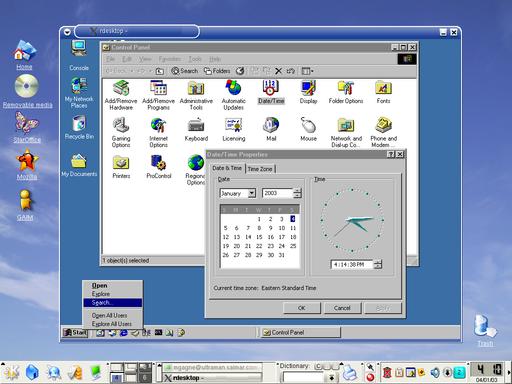 rdesktop -
Home
Removable media
StarOffice
Mozilla
GAIM
Trash
Console
My Network
Places
Recycle Bin
My Documents
Control Panel
File Edit View Favorites Tools Help
Back
Search Folders
Add/Remove
Hardware
Add/Remove
Programs
Administrative
Tools
Automatic
Updates
Date/Time
Display
Folder Options
Fonts
Gaming
Options
Internet
Options
Keyboard
Licensing
Mail
Mouse
Network and
Dial-up Co...
Phone and
Modem ...
Printers
ProControl
Regional
Options
1 object(s) selected
Date/Time Properties
Date & Time Time Zone
Date
January 2003
S M T W T F S
1 2 3 4
5 6 7 8 9 10 11
12 13 14 15 16 17 18
19 20 21 22 23 24 25
26 27 28 29 30 31
Time
4:14:38 PM
Current time zone: Eastern Standard Time
OK Cancel Apply
Open
Explore
Search...
Open All Users
Explore All Users
Start
Control Panel
mgagne@ultraman.salmar.com
rdesktop -
Dictionary:
04/01/03